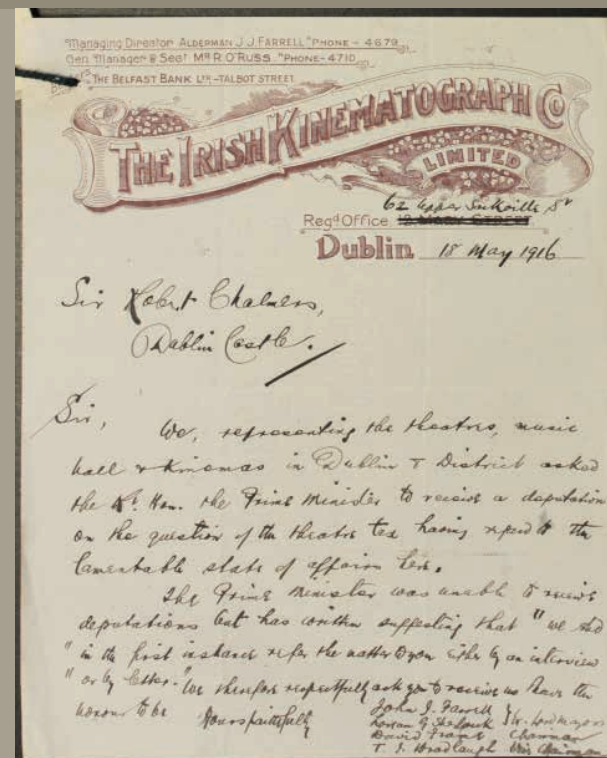 Managing Director ALDERMAN J.J. FARRELL "PHONE - 4679
Gen. Manager & Secy MR R. O'RUSS. "PHONE - 4710
THE BELFAST BANK LTD - TALBOT STREET
THE IRISH KINEMATOGRAPH CO
LIMITED
62 Upper Sackville St
Regd Office 12 MARY STREET
Dublin 18 May 1916
Sir Robert Chalmers,
Dublin Castle.
Sir,
We, representing the theatres, music
hall & Kinemas in Dublin & District asked
the Rt. Hon. the Prime Minister to receive a deputation
on the question of the theatre tax having regard to the
lamentable state of affairs here.
The Prime Minister was unable to receive
deputations but has written suggesting that "we shd
"in the first instance refer the matter to you either by an interview
"or by letter." We therefore respectfully ask you to receive us have the
honour to be Yours faithfully
John J. Farrell
Chairman
David
T. J. Vice Chairman